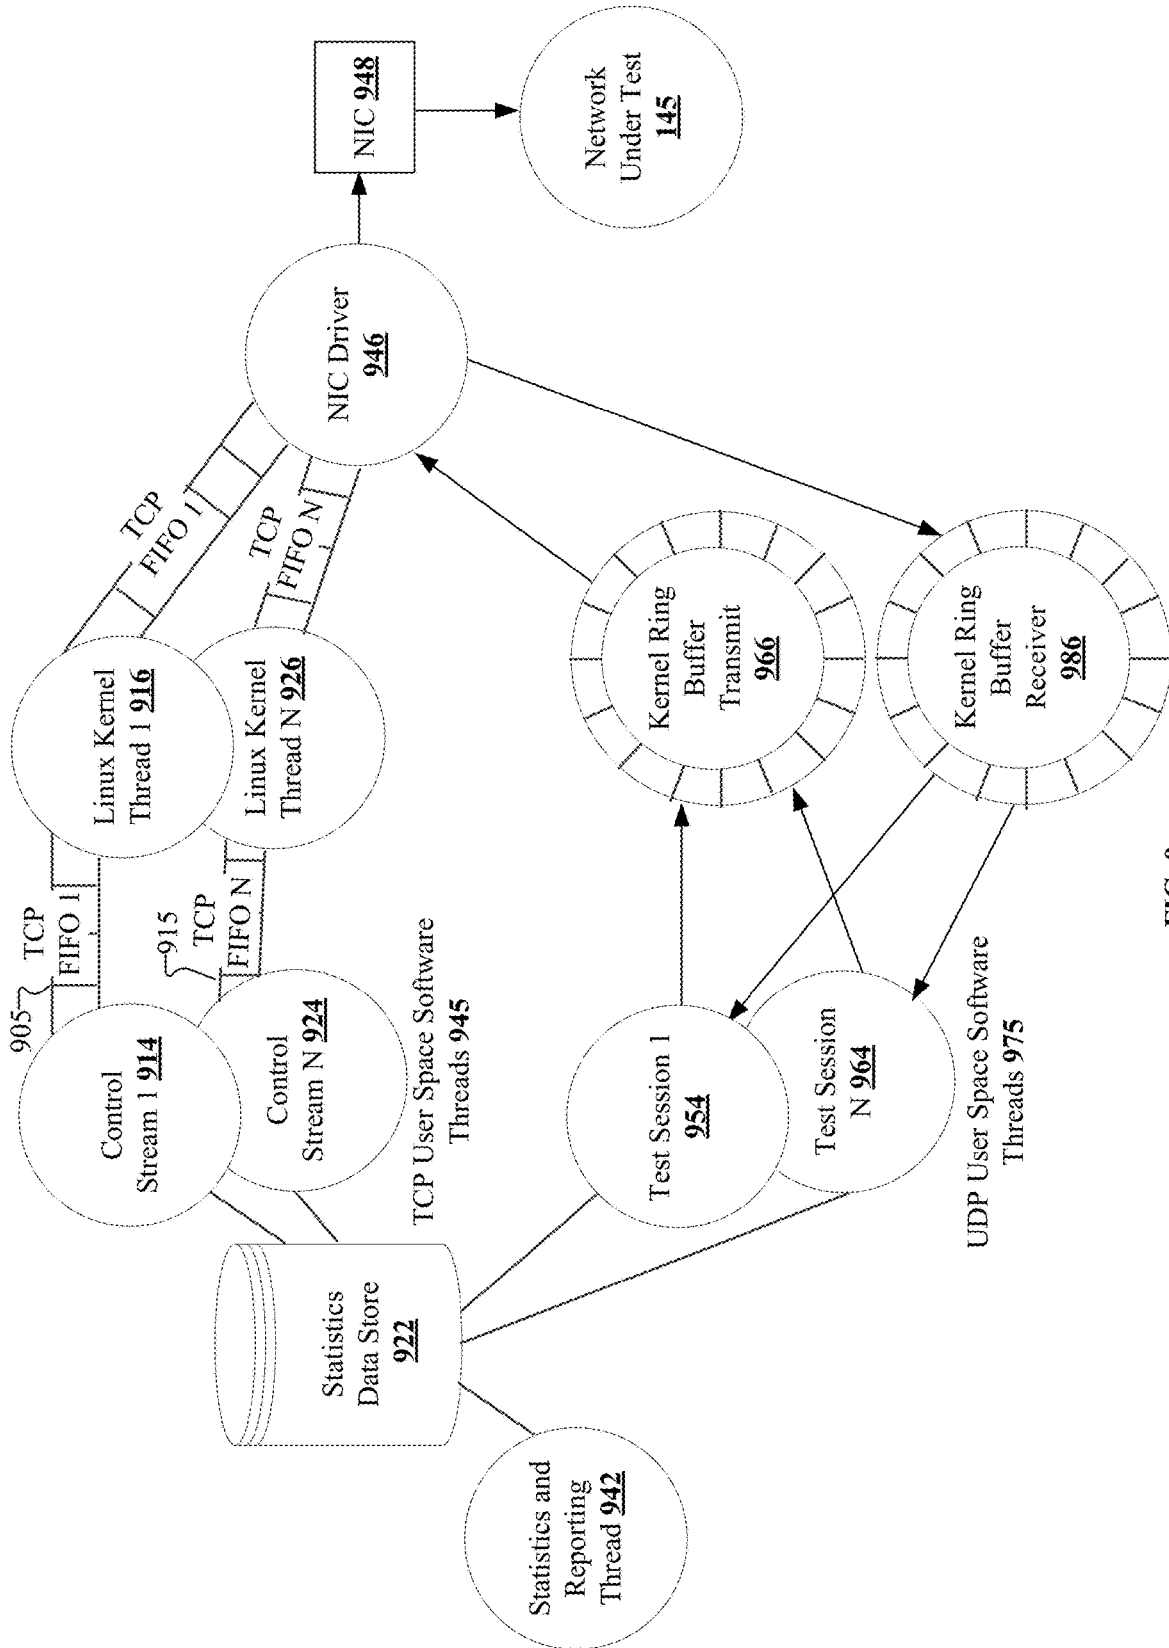 905
TCP
FIFO 1
TCP
FIFO 1
915
TCP
FIFO N
TCP
FIFO N
Control
Stream 1 914
Control
Stream N 924
Linux Kernel
Thread 1 916
Linux Kernel
Thread N 926
NIC Driver
946
NIC 948
Network
Under Test
145
TCP User Space Software
Threads 945
Statistics
Data Store
922
Statistics and
Reporting
Thread 942
Test Session 1
954
Test Session
N 964
UDP User Space Software
Threads 975
Kernel Ring
Buffer
Transmit
966
Kernel Ring
Buffer
Receiver
986